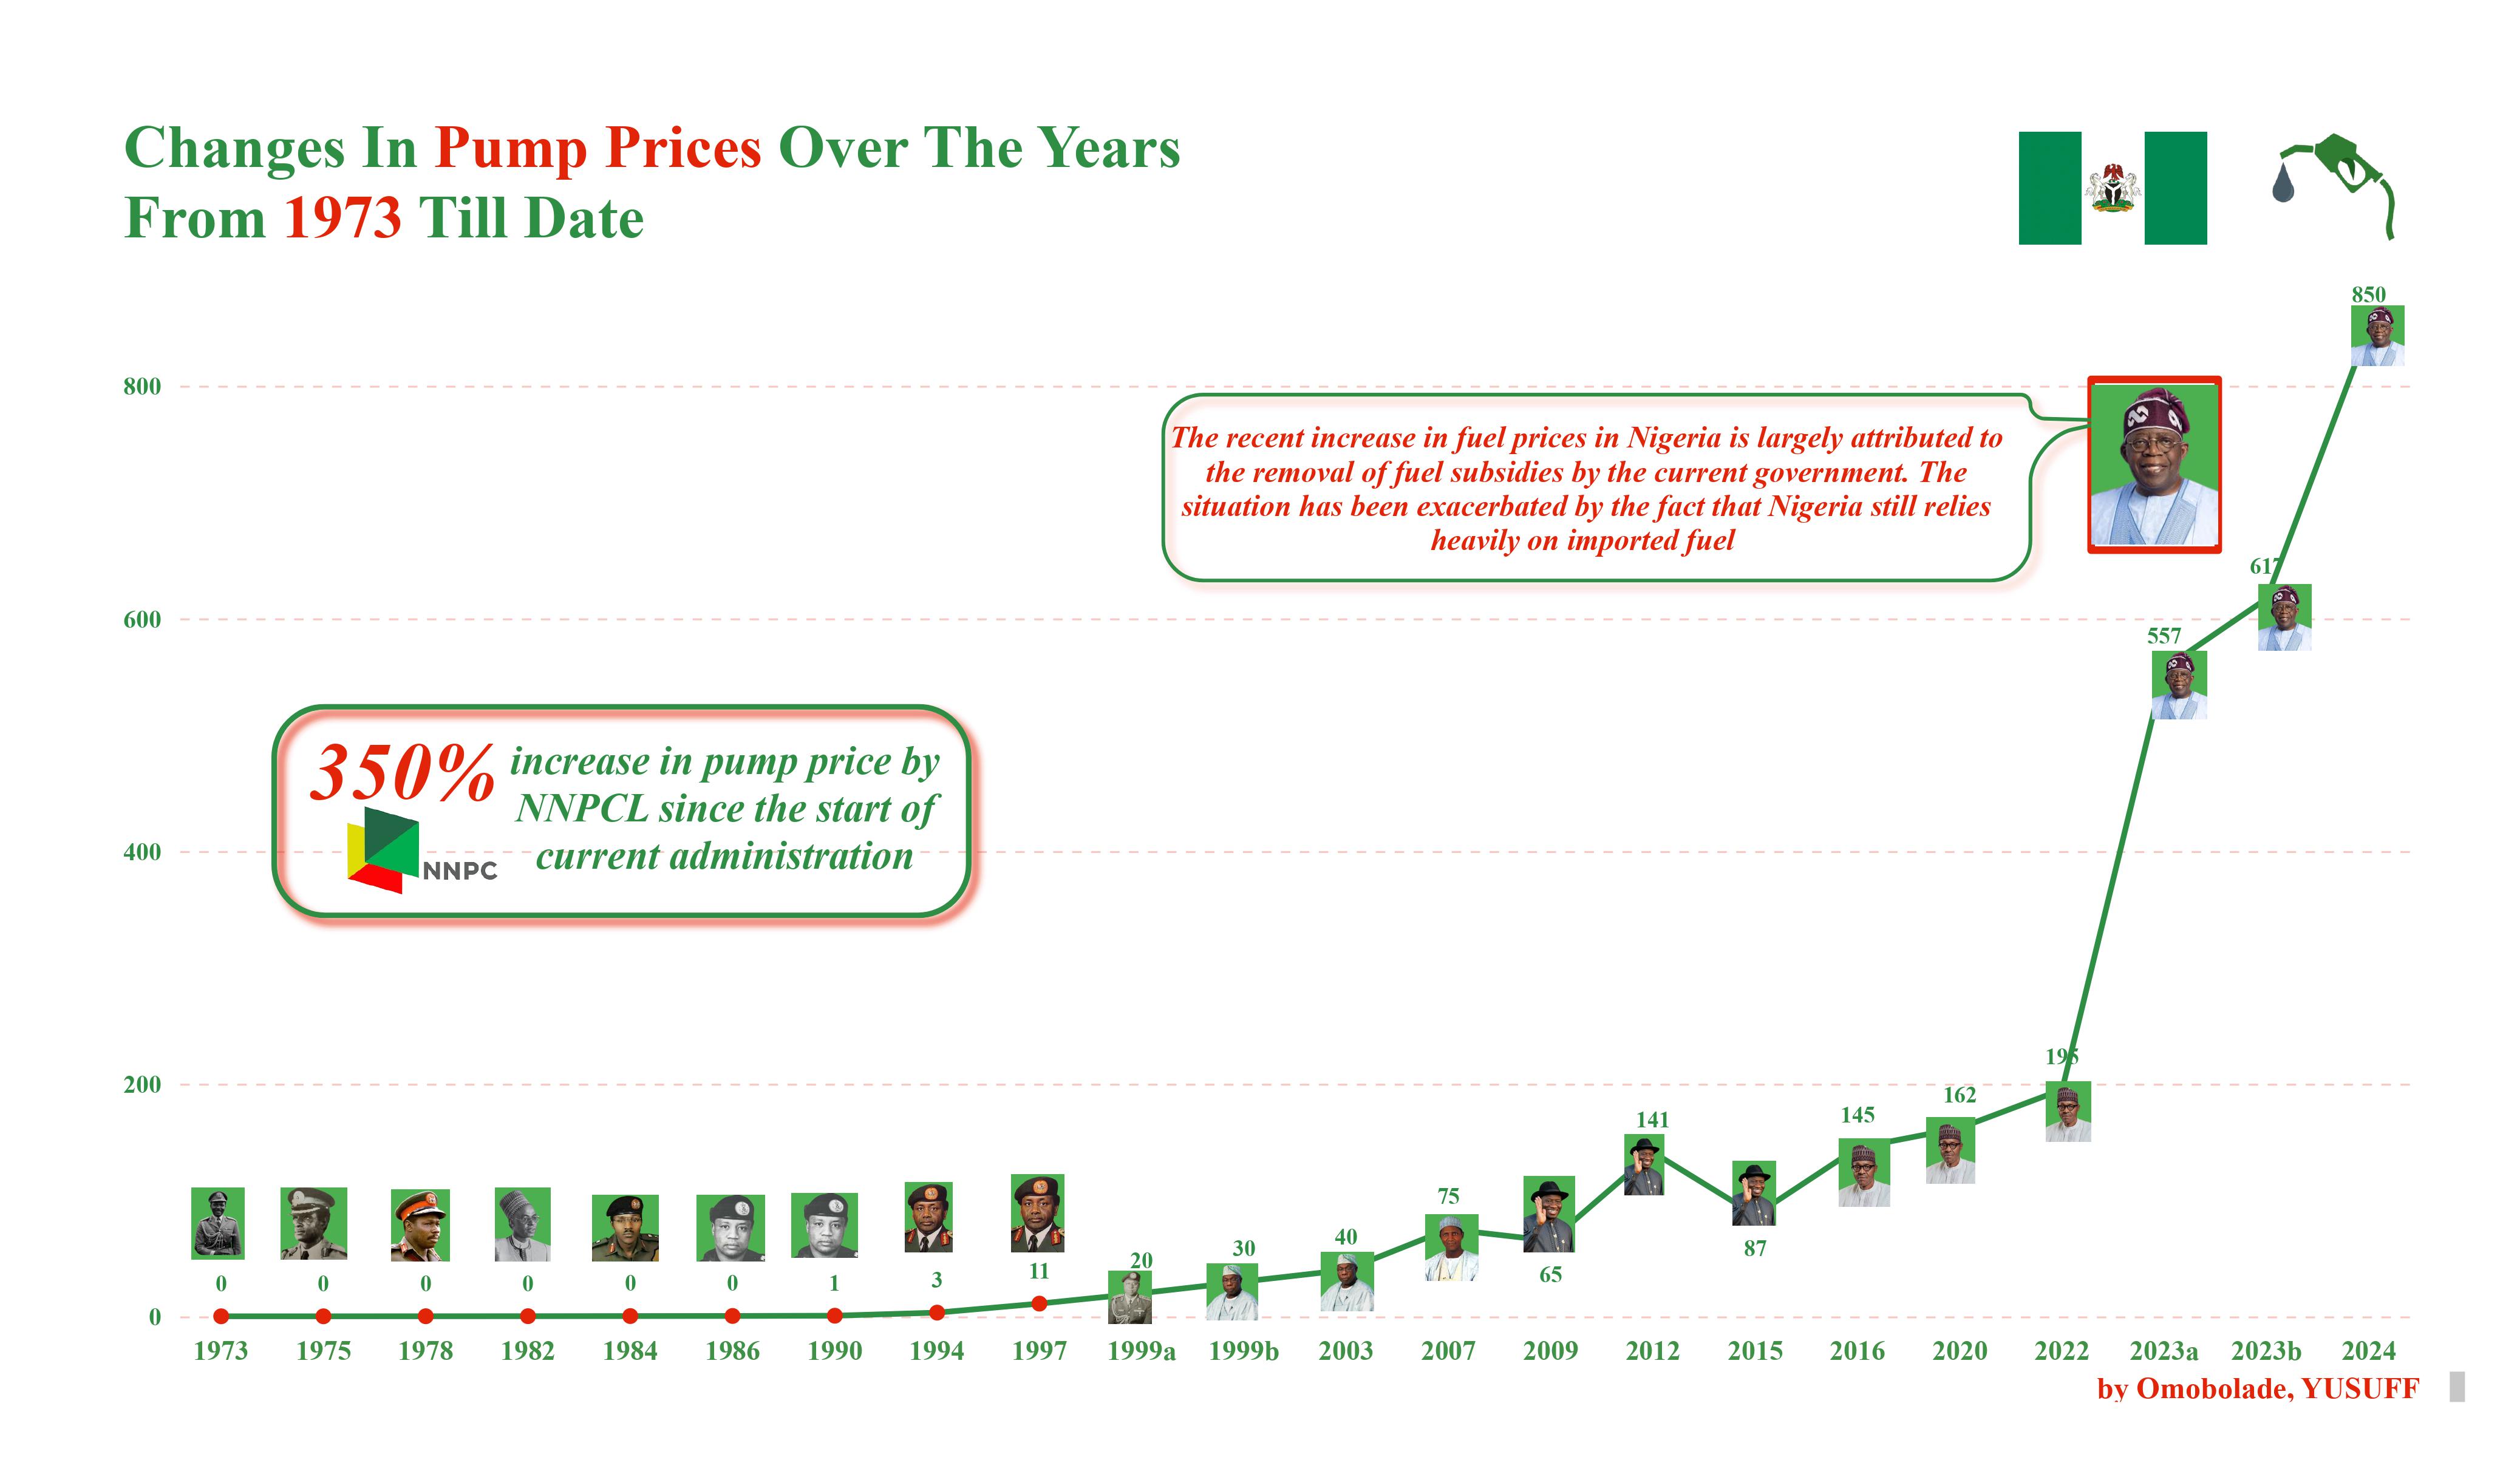 Changes In Pump Prices Over The Years
From 1973 Till Date
850
800
The recent increase in fuel prices in Nigeria is largely attributed to
the removal of fuel subsidies by the current government. The
situation has been exacerbated by the fact that Nigeria still relies
heavily on imported fuel
617
600
557
350% increase in pump price by
NNPCL since the start of
current administration
NNPC
400
195
200
162
145
141
75
87
65
40
30
20
11
3
1
0 0 0 0 0 0
0
1973 1975 1978 1982 1984 1986 1990 1994 1997 1999a 1999b 2003 2007 2009 2012 2015 2016 2020 2022 2023a 2023b 2024
by Omobolade, YUSUFF